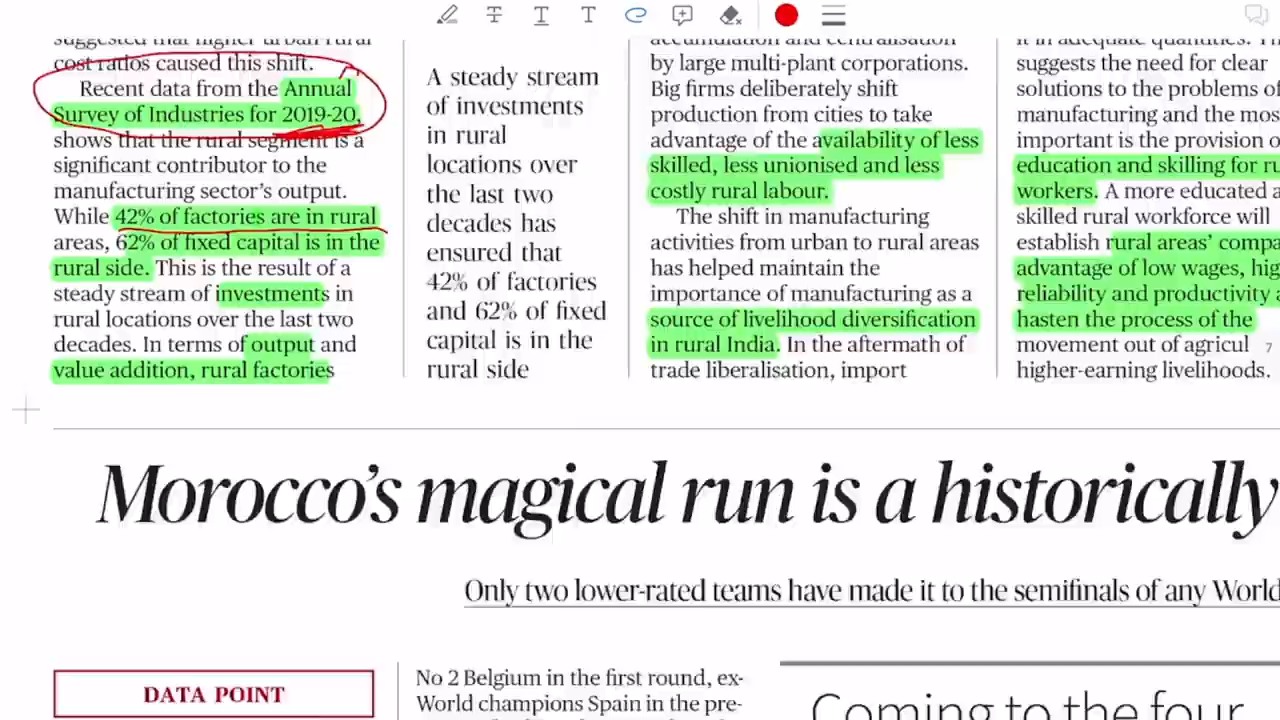 suggested that higher urban-rural
cost ratios caused this shift.
Recent data from the Annual
Survey of Industries for 2019-20,
shows that the rural segment is a
significant contributor to the
manufacturing sector's output.
While 42% of factories are in rural
areas, 62% of fixed capital is in the
rural side. This is the result of a
steady stream of investments in
rural locations over the last two
decades. In terms of output and
value addition, rural factories
A steady stream
of investments
in rural
locations over
the last two
decades has
ensured that
42% of factories
and 62% of fixed
capital is in the
rural side
accumulation and centralisation
by large multi-plant corporations.
Big firms deliberately shift
production from cities to take
advantage of the availability of less
skilled, less unionised and less
costly rural labour.
The shift in manufacturing
activities from urban to rural areas
has helped maintain the
importance of manufacturing as a
source of livelihood diversification
in rural India. In the aftermath of
trade liberalisation, import
it in adequate quantities.
suggests the need for clear
solutions to the problems of
manufacturing and the mos
important is the provision o
education and skilling for ru
workers. A more educated a
skilled rural workforce will
establish rural areas' compa
advantage of low wages, hig
reliability and productivity a
hasten the process of the
movement out of agricul
higher-earning livelihoods.
7
Morocco's magical run is a historically
Only two lower-rated teams have made it to the semifinals of any World
DATA POINT
No 2 Belgium in the first round, ex-
World champions Spain in the pre-
Coming to the four